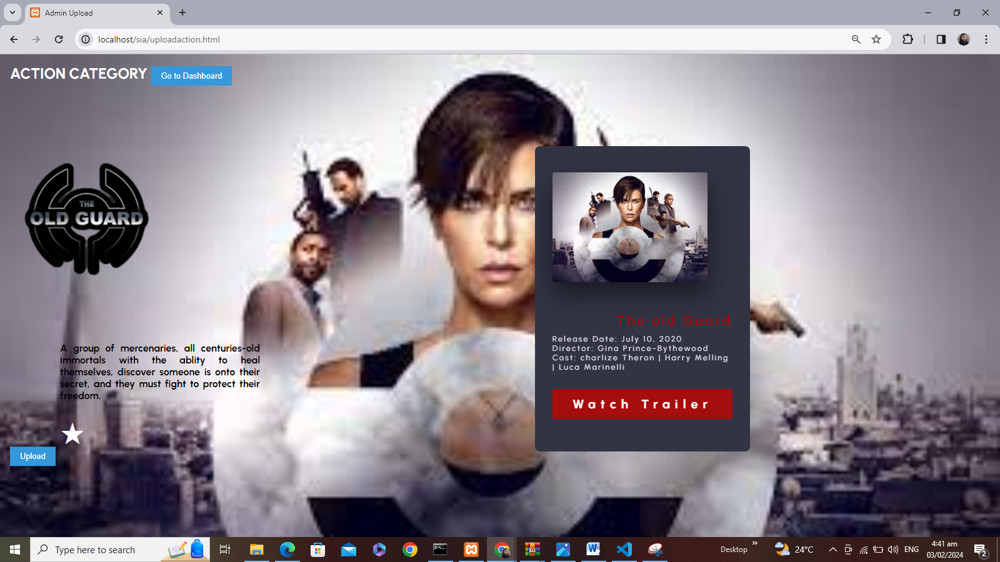 Admin Upload
localhost/sia/uploadaction.html
ACTION CATEGORY
Go to Dashboard
THE
OLD GUARD
A group of mercenaries, all centuries-old
immortals with the ablity to heal
themselves, discover someone is onto their
secret, and they must fight to protect their
freedom.
Upload
The old Guard
Release Date: July 10, 2020
Director: Gina Prince-Bythewood
Cast: charlize Theron | Harry Melling
| Luca Marinelli
Watch Trailer
Type here to search
Desktop
24°C
ENG
4:41 am
03/02/2024
2